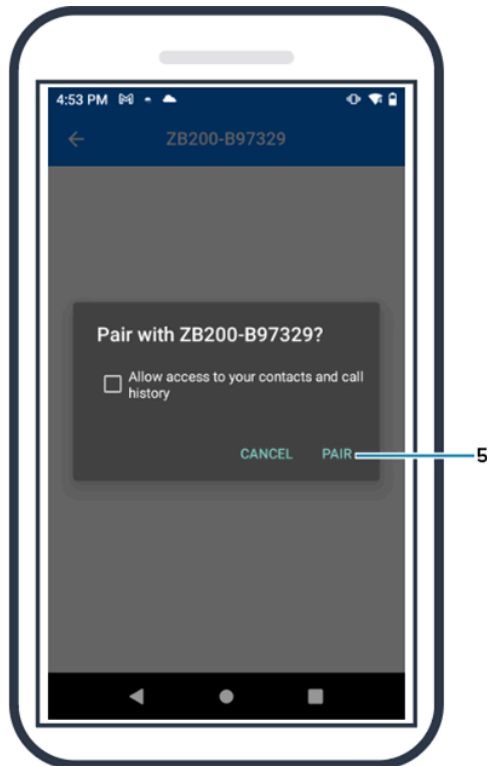 4:53 PM
ZB200-B97329
Pair with ZB200-B97329?
Allow access to your contacts and call
history
CANCEL PAIR
5